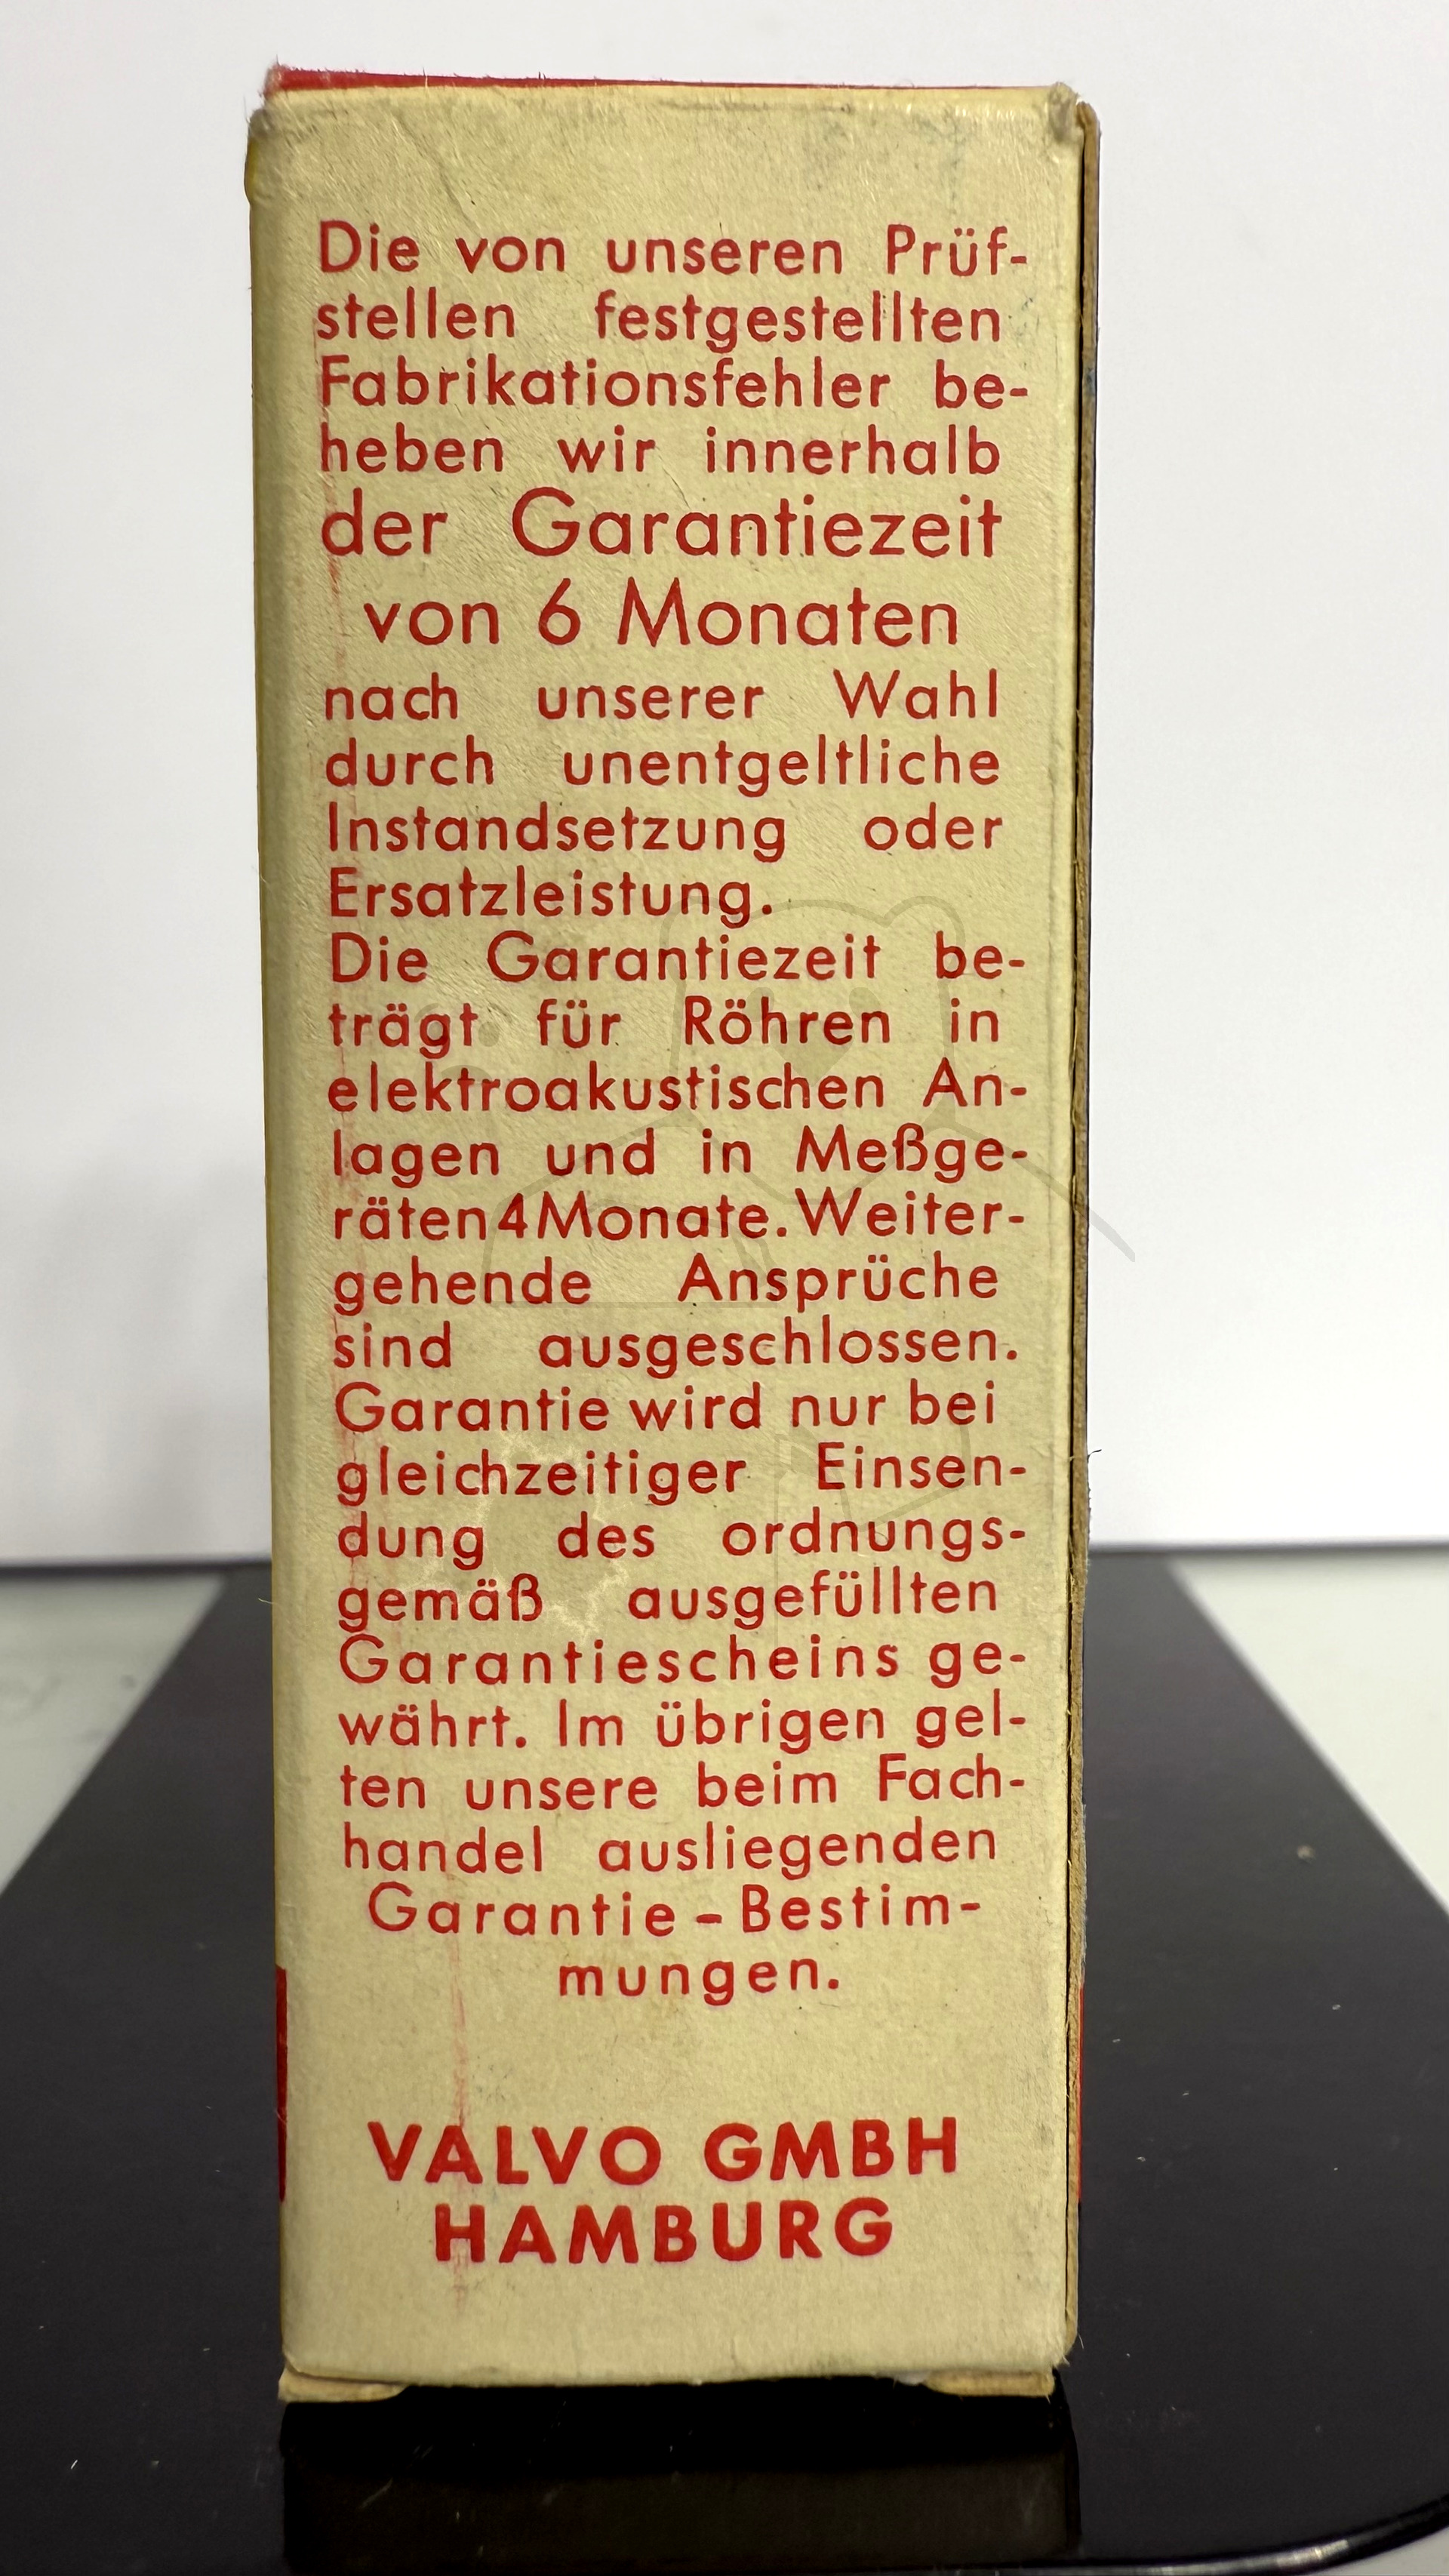 Die von unseren Prüf-
stellen festgestellten
Fabrikationsfehler be-
heben wir innerhalb
der Garantiezeit
von 6 Monaten
nach unserer Wahl
durch unentgeltliche
Instandsetzung oder
Ersatzleistung.
Die Garantiezeit be-
trägt für Röhren in
elektroakustischen An-
lagen und in Meßge-
räten 4 Monate. Weiter-
gehende Ansprüche
sind ausgeschlossen.
Garantie wird nur bei
gleichzeitiger Einsen-
dung des ordnungs-
gemäß ausgefüllten
Garantiescheins ge-
währt. Im übrigen gel-
ten unsere beim Fach-
handel ausliegenden
Garantie-Bestim-
mungen.
VALVO GMBH
HAMBURG